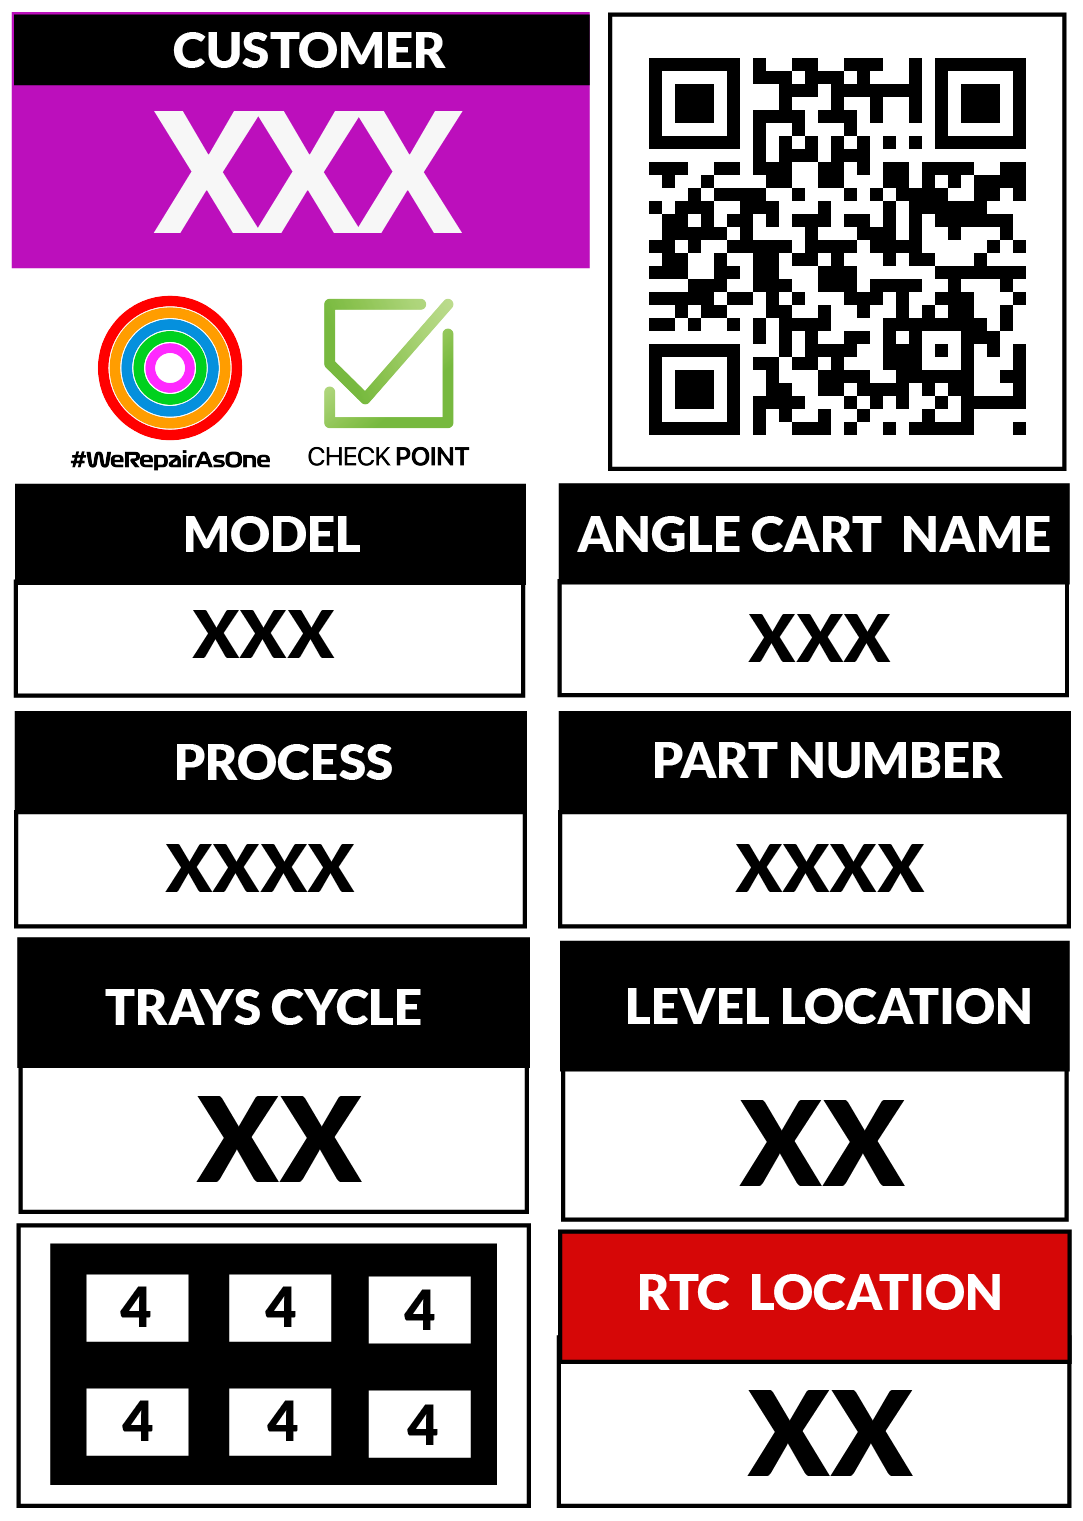 CUSTOMER
XXX
#WeRepairAsOne
CHECK POINT
MODEL
XXX
ANGLE CART NAME
XXX
PROCESS
XXXX
PART NUMBER
XXXX
TRAYS CYCLE
XX
LEVEL LOCATION
XX
4 4 4
4 4 4
RTC LOCATION
XX